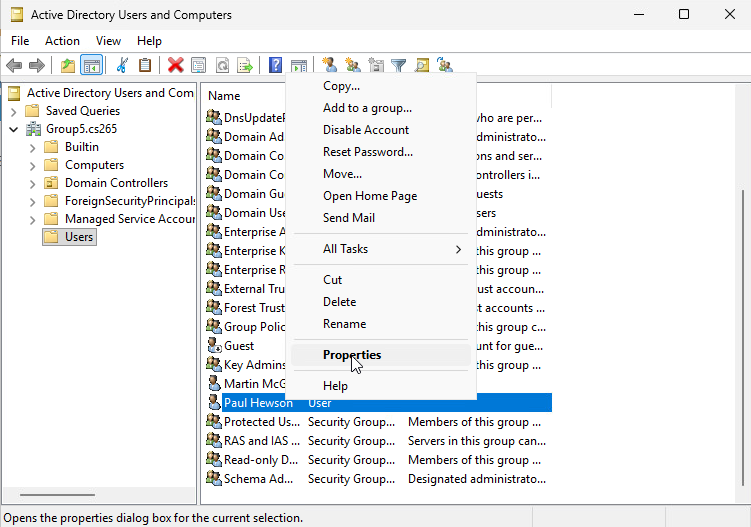 Active Directory Users and Computers
File Action View Help
Active Directory Users and Com
Saved Queries
Group5.cs265
Builtin
Computers
Domain Controllers
ForeignSecurityPrincipals
Managed Service Accour
Users
Name
DnsUpdateP
who are per...
Domain Ad
administrato...
Domain Co
ons and ser...
Domain Co
ontrollers i...
Domain Gu
uests
Domain Use
sers
Enterprise A
administrato...
Enterprise K
this group ...
Enterprise R
this group ...
External Tru
ust accoun...
Forest Trust
ust accounts ...
Group Polic
this group c...
Guest
unt for gue...
Key Admins
this group ...
Martin McG
Paul Hewson User
Protected Us... Security Group... Members of this group ...
RAS and IAS ... Security Group... Servers in this group can...
Read-only D... Security Group... Members of this group ...
Schema Ad... Security Group... Designated administrato...
Copy...
Add to a group...
Disable Account
Reset Password...
Move...
Open Home Page
Send Mail
All Tasks
Cut
Delete
Rename
Properties
Help
Opens the properties dialog box for the current selection.